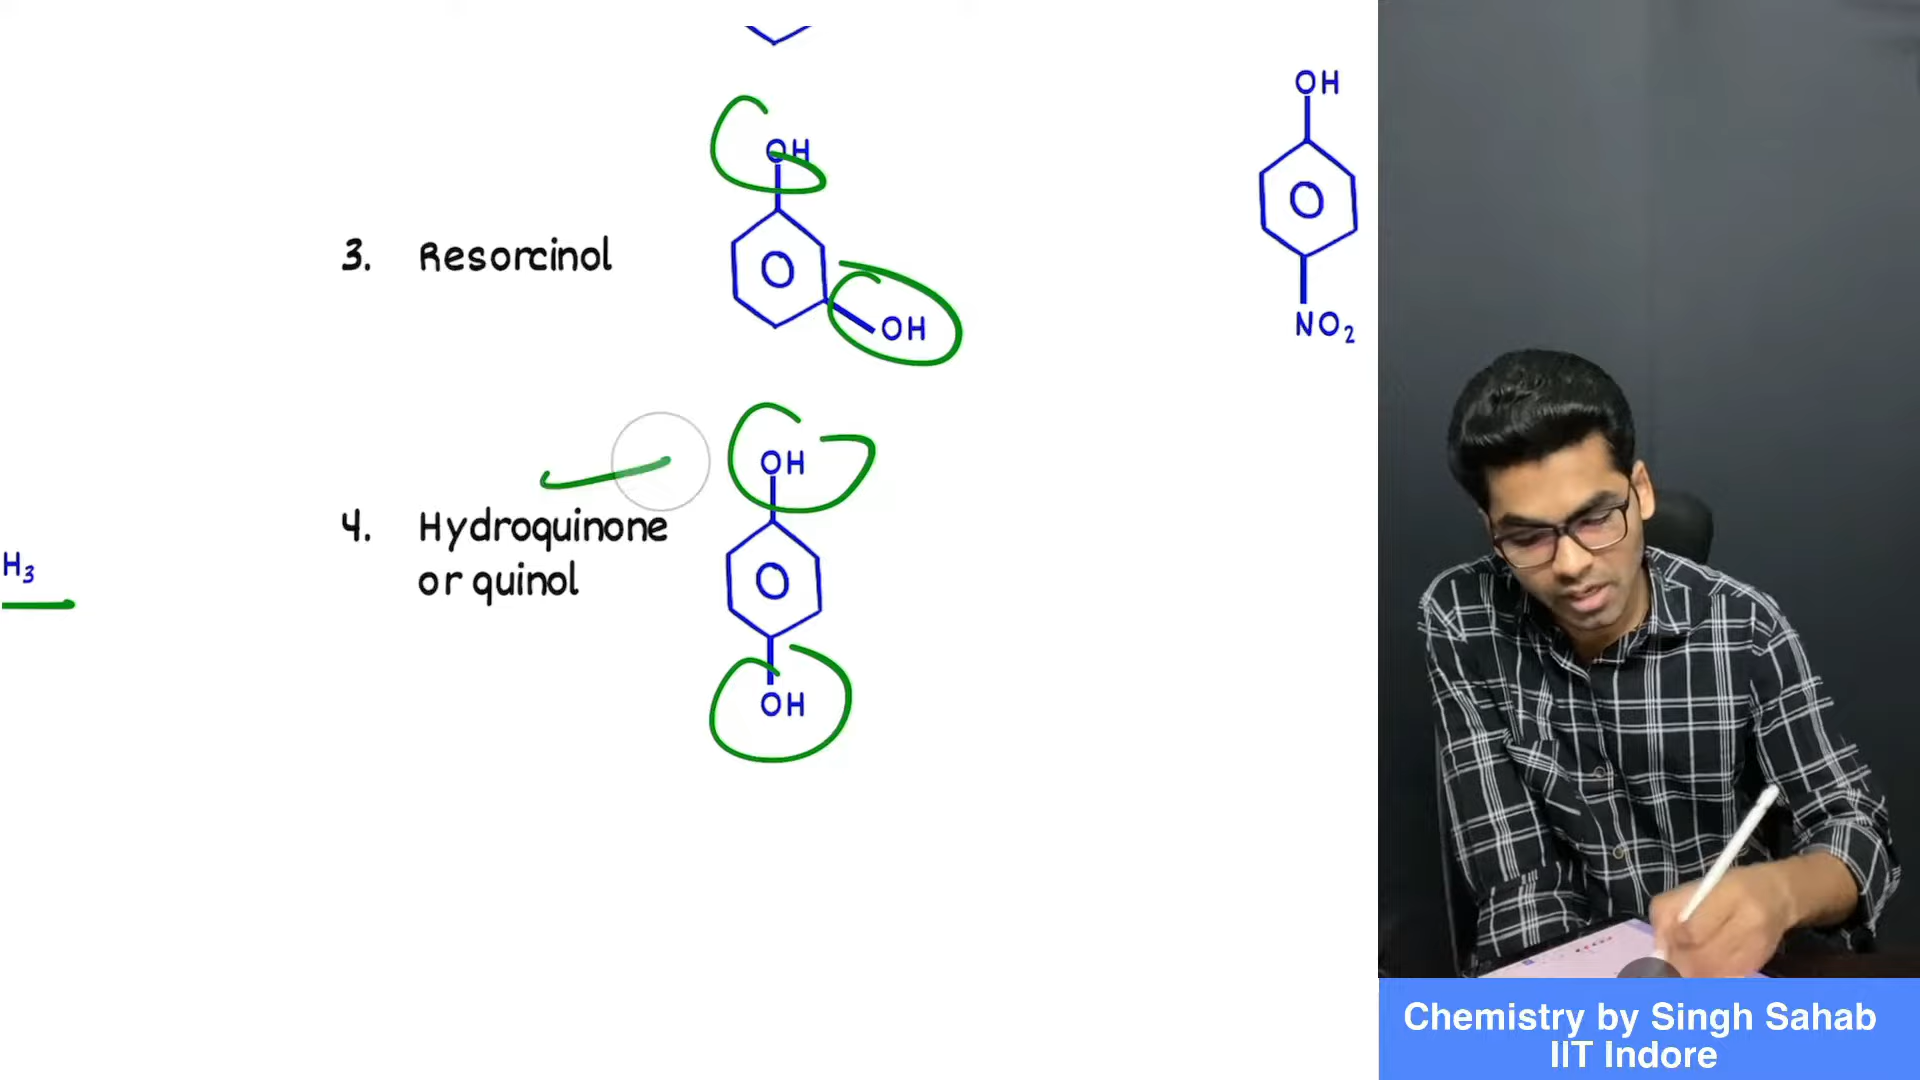 OH
3. Resorcinol
OH
OH
NO2
4. Hydroquinone
or quinol
OH
OH
H3
Chemistry by Singh Sahab
IIT Indore